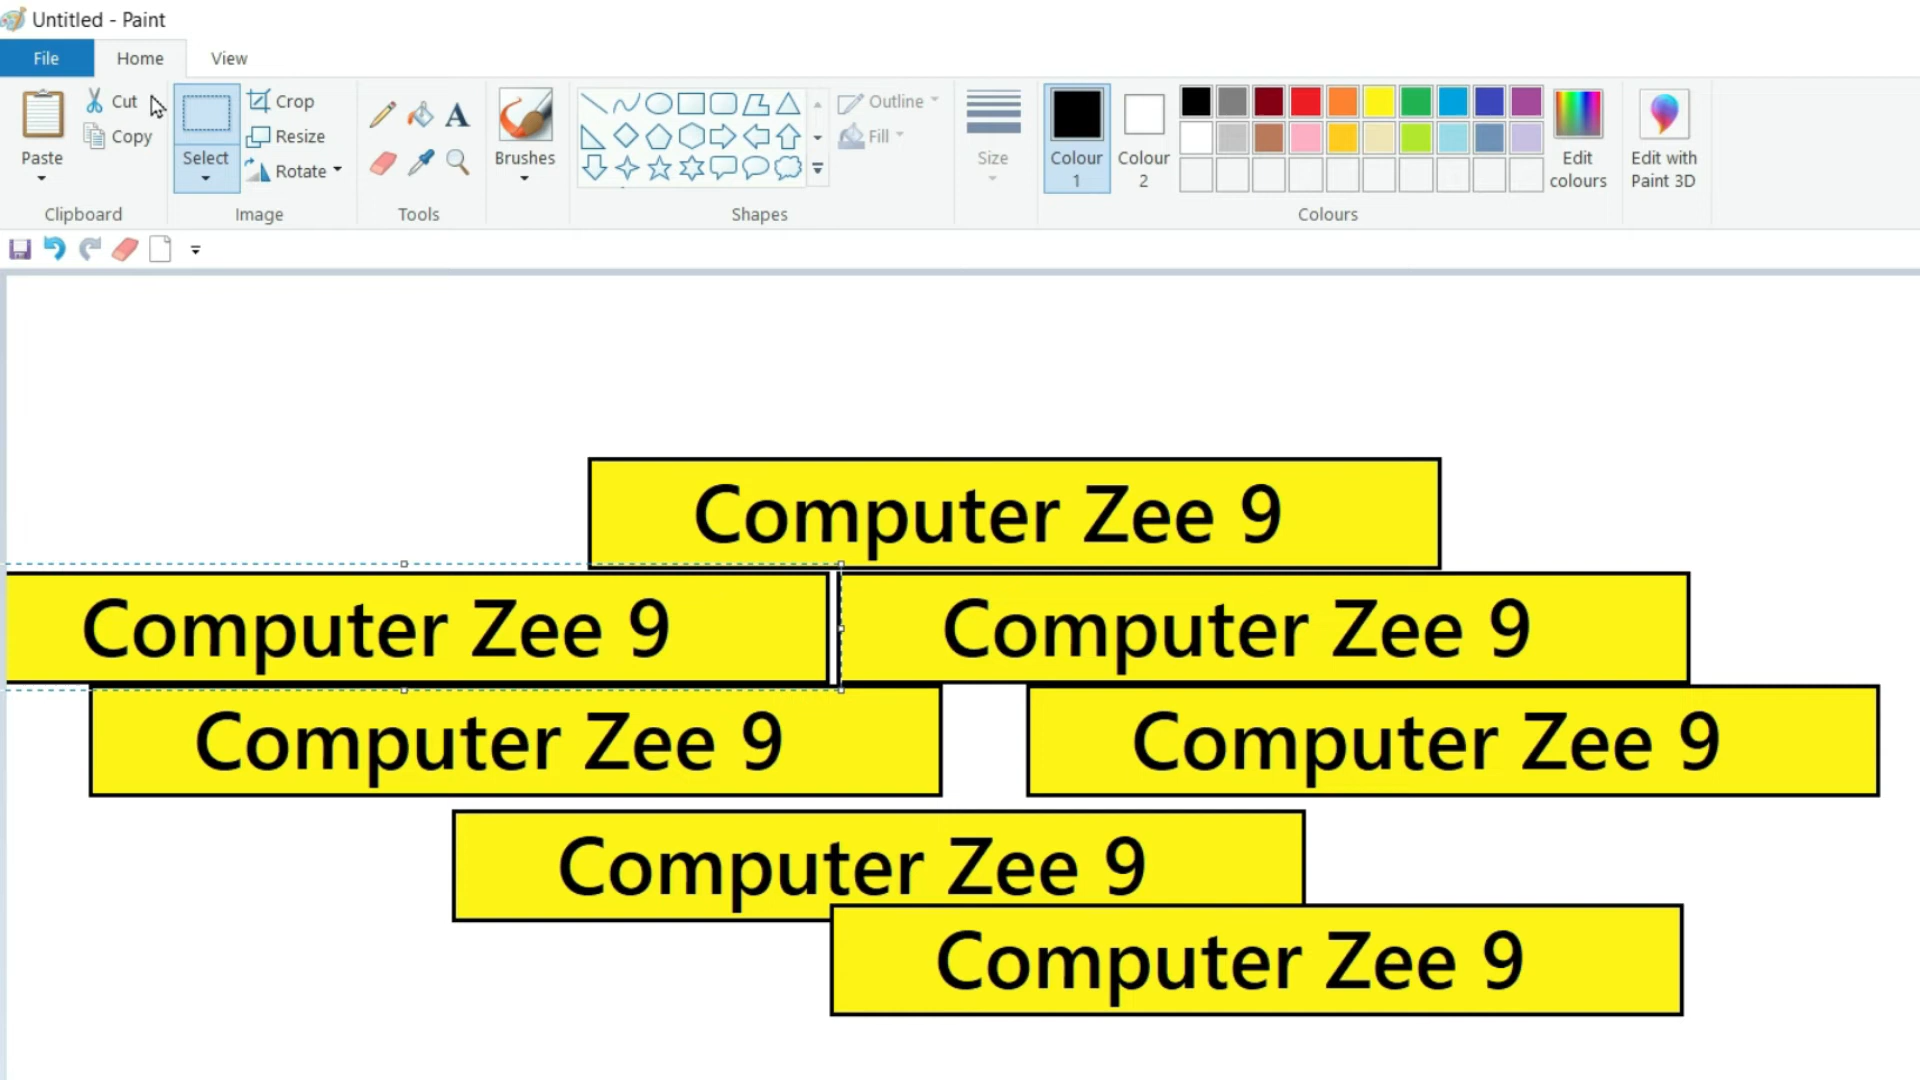 Untitled - Paint
File Home View
Paste Cut Copy Select Crop Resize Rotate A Brushes Outline Fill Size Colour 1 Colour 2 Edit colours Edit with Paint 3D
Clipboard Image Tools Shapes Colours
Computer Zee 9
Computer Zee 9 Computer Zee 9
Computer Zee 9 Computer Zee 9
Computer Zee 9
Computer Zee 9